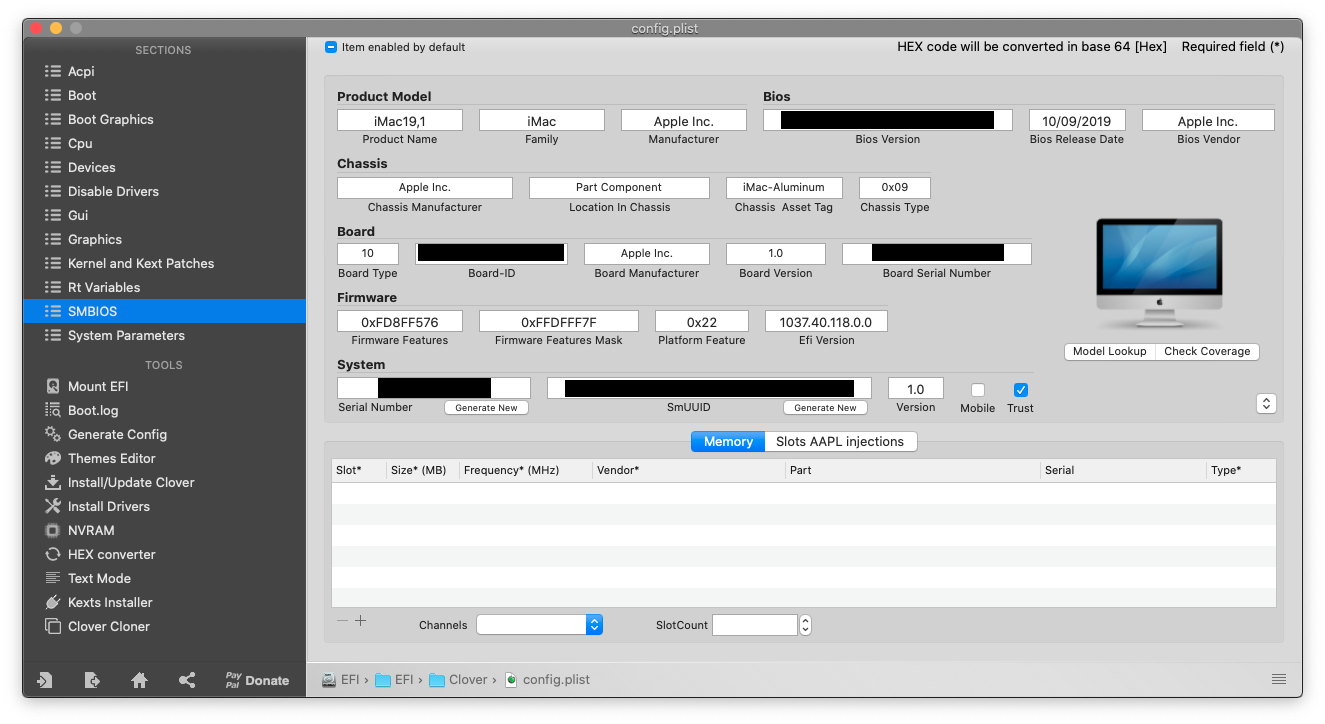 config.plist
SECTIONS
Acpi
Boot
Boot Graphics
Cpu
Devices
Disable Drivers
Gui
Graphics
Kernel and Kext Patches
Rt Variables
SMBIOS
System Parameters
TOOLS
Mount EFI
Boot.log
Generate Config
Themes Editor
Install/Update Clover
Install Drivers
NVRAM
HEX converter
Text Mode
Kexts Installer
Clover Cloner
Pay Pal Donate
Item enabled by default HEX code will be converted in base 64 [Hex] Required field (*)
Product Model Bios
iMac19,1 iMac Apple Inc. 10/09/2019 Apple Inc.
Product Name Family Manufacturer Bios Version Bios Release Date Bios Vendor
Chassis
Apple Inc. Part Component iMac-Aluminum 0x09
Chassis Manufacturer Location In Chassis Chassis Asset Tag Chassis Type
Board
10 Apple Inc. 1.0
Board Type Board-ID Board Manufacturer Board Version Board Serial Number
Firmware
0xFD8FF576 0xFFDFFF7F 0x22 1037.40.118.0.0
Firmware Features Firmware Features Mask Platform Feature Efi Version
Model Lookup Check Coverage
System
1.0
Serial Number Generate New SmUUID Generate New Version Mobile Trust
Memory Slots AAPL injections
Slot* Size* (MB) Frequency* (MHz) Vendor* Part Serial Type*
Channels SlotCount
EFI › EFI › Clover › config.plist